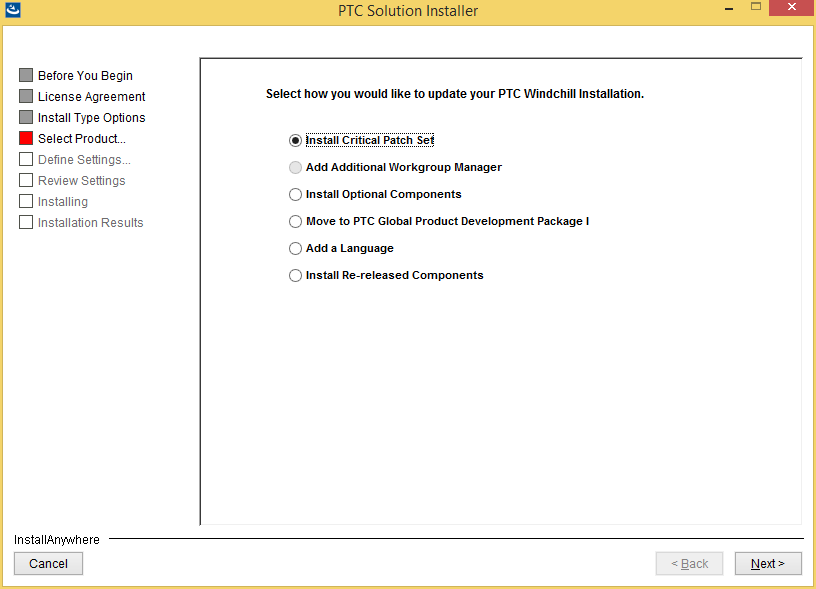 PTC Solution Installer
Before You Begin
License Agreement
Install Type Options
Select Product...
Define Settings...
Review Settings
Installing
Installation Results
Select how you would like to update your PTC Windchill Installation.
Install Critical Patch Set
Add Additional Workgroup Manager
Install Optional Components
Move to PTC Global Product Development Package I
Add a Language
Install Re-released Components
InstallAnywhere
Cancel
< Back
Next >